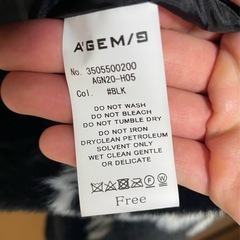 A'GEM/9
No. 3505500200
AGN20-H05
Col. #BLK
DO NOT WASH
DO NOT BLEACH
DO NOT TUMBLE DRY
DO NOT IRON
PETROLEUM SOLVENT ONLY
WET CLEAN GENTLE
OR DELICATE
Free